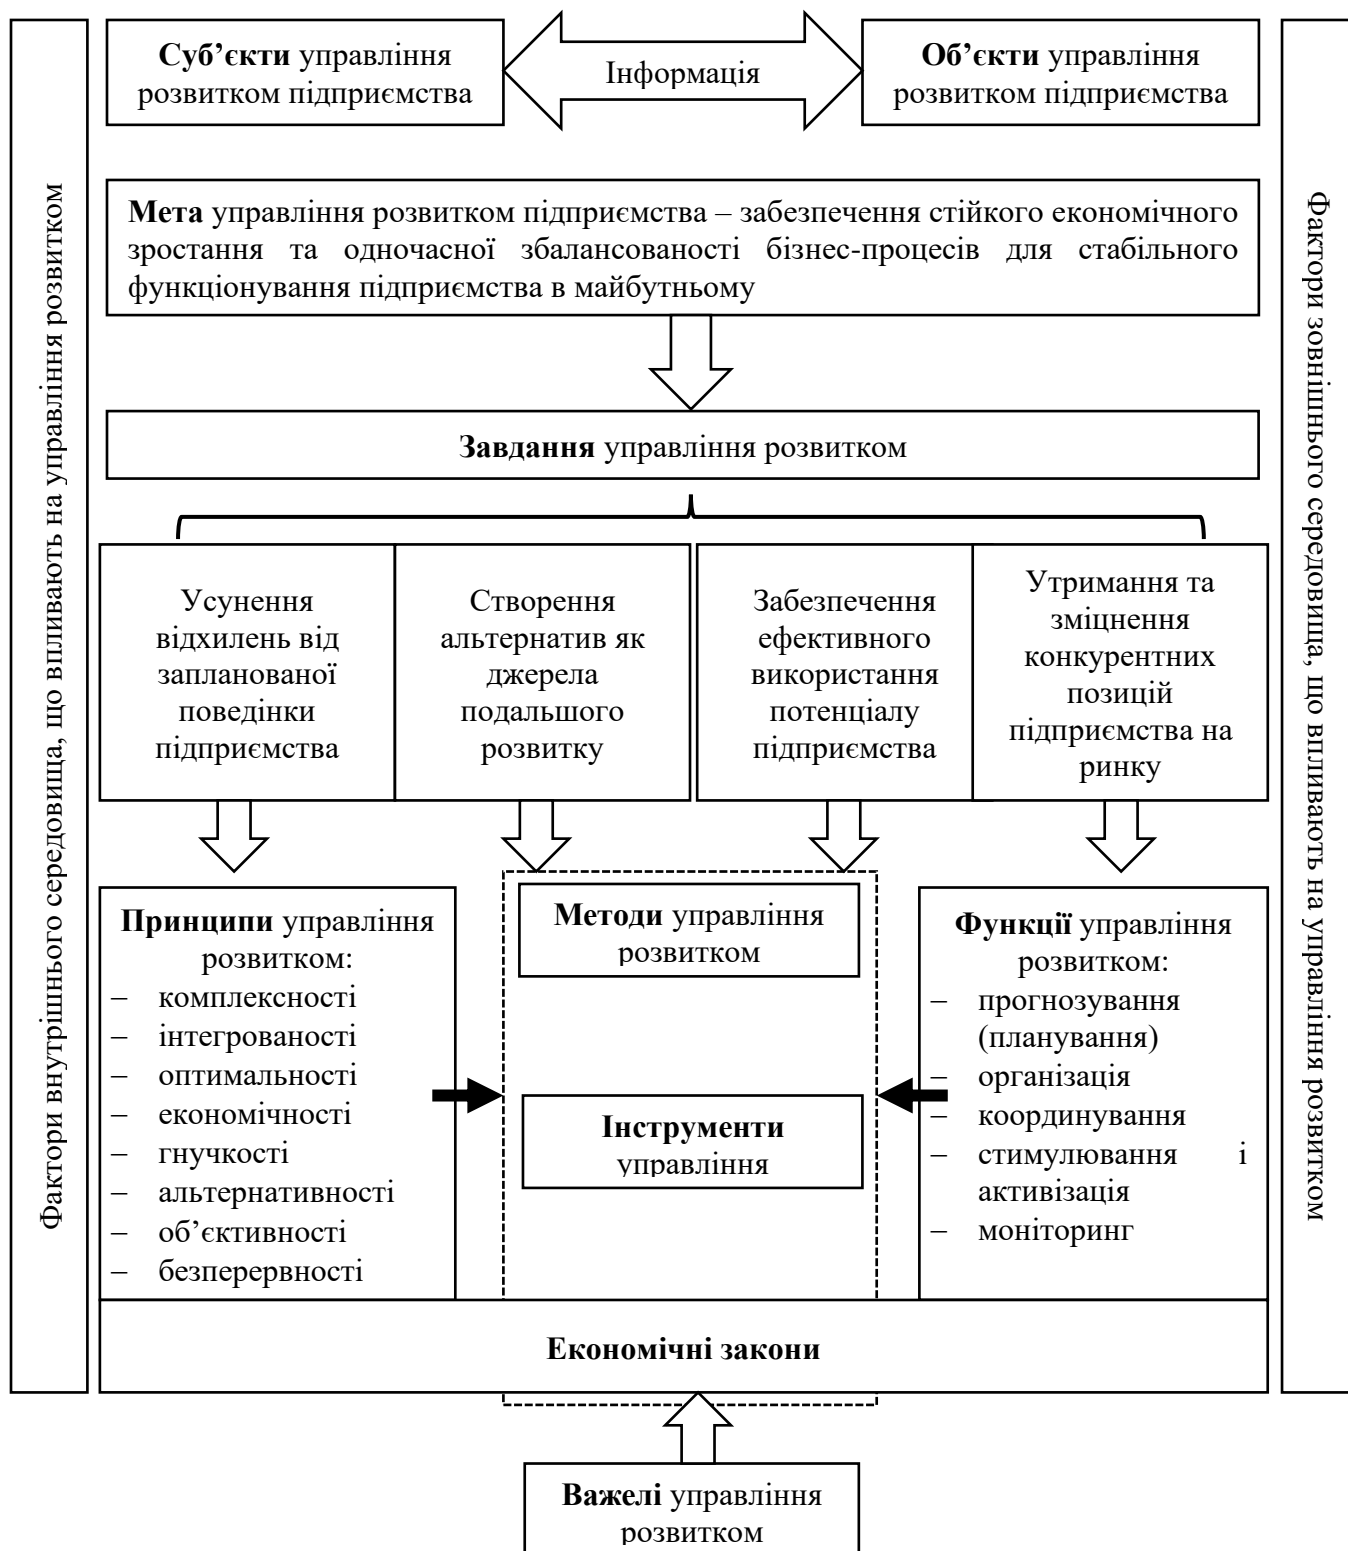 Суб’єкти управління
розвитком підприємства
Інформація
Об’єкти управління
розвитком підприємства
Фактори внутрішнього середовища, що впливають на управління розвитком
Фактори зовнішнього середовища, що впливають на управління розвитком
Мета управління розвитком підприємства – забезпечення стійкого економічного
зростання та одночасної збалансованості бізнес-процесів для стабільного
функціонування підприємства в майбутньому
Завдання управління розвитком
Усунення
відхилень від
запланованої
поведінки
підприємства
Створення
альтернатив як
джерела
подальшого
розвитку
Забезпечення
ефективного
використання
потенціалу
підприємства
Утримання та
зміцнення
конкурентних
позицій
підприємства на
ринку
Принципи управління
розвитком:
– комплексності
– інтегрованості
– оптимальності
– економічності
– гнучкості
– альтернативності
– об’єктивності
– безперервності
Методи управління
розвитком
Інструменти
управління
Функції управління
розвитком:
– прогнозування
(планування)
– організація
– координування
– стимулювання і
активізація
– моніторинг
Економічні закони
Важелі управління
розвитком